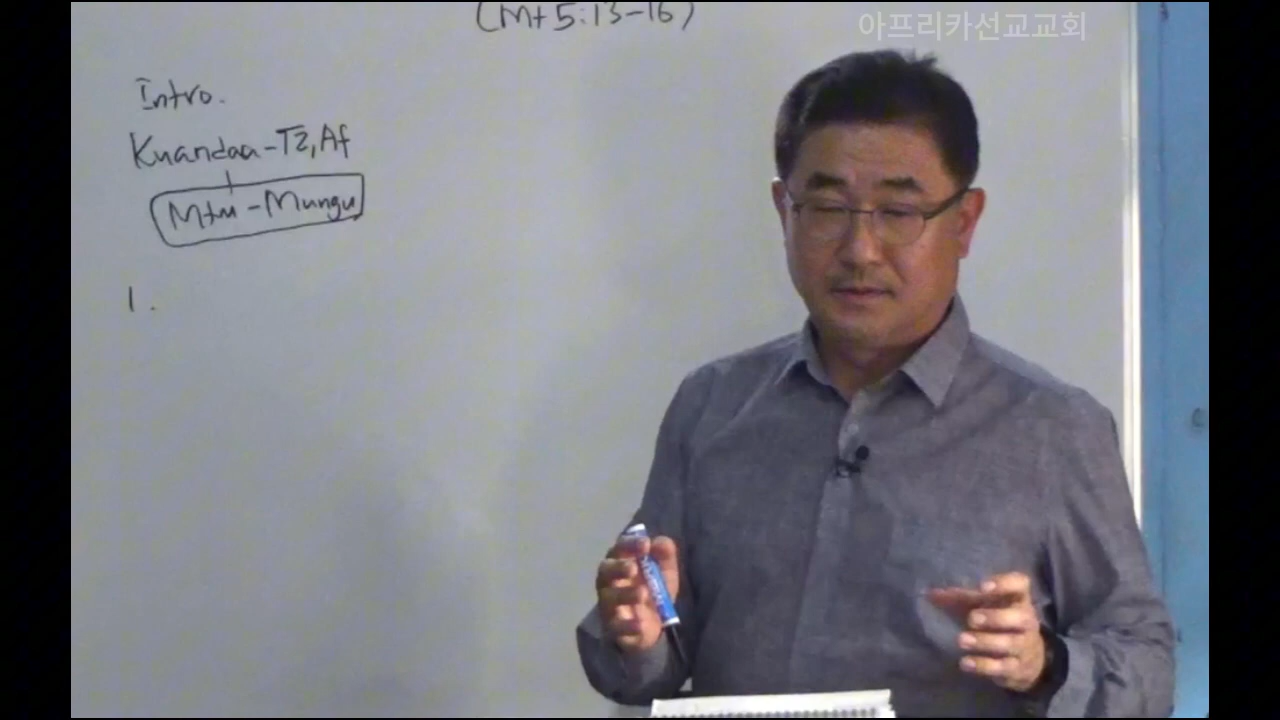 (Mt 5:13-16)
아프리카선교교회
Intro.
Kuandaa-TZ, Af
Mtu-Mungu
1.